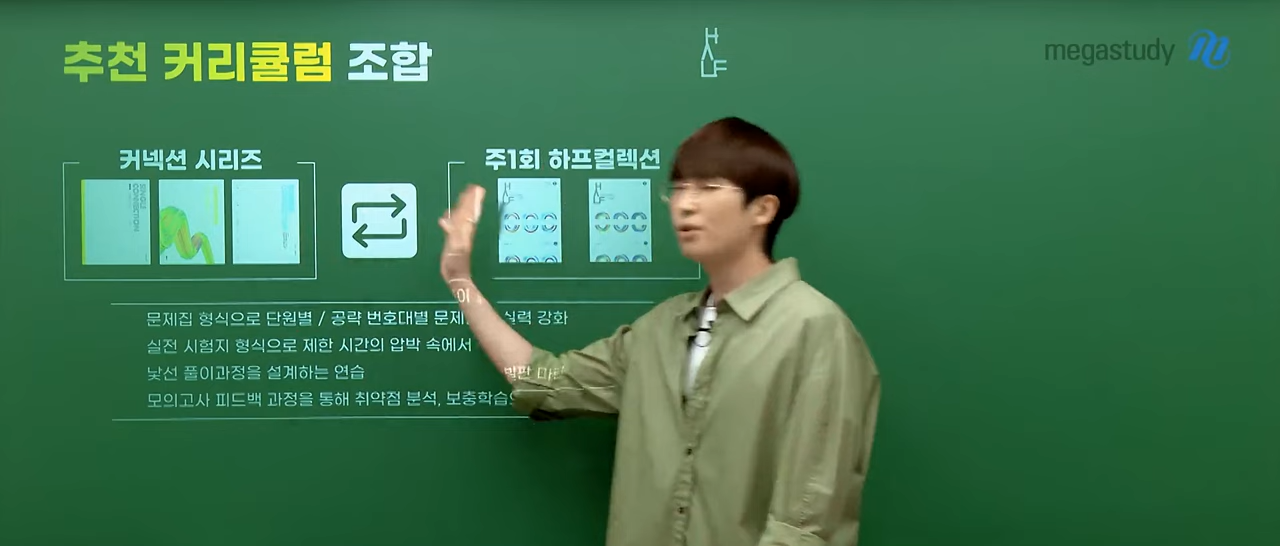 추천 커리큘럼 조합
HALF
megastudy
커넥션 시리즈
주1회 하프컬렉션
문제집 형식으로 단원별 / 공략 번호대별 실력 강화
실전 시험지 형식으로 제한 시간의 압박 속에서
낯선 풀이과정을 설계하는 연습
모의고사 피드백 과정을 통해 취약점 분석, 보충학습